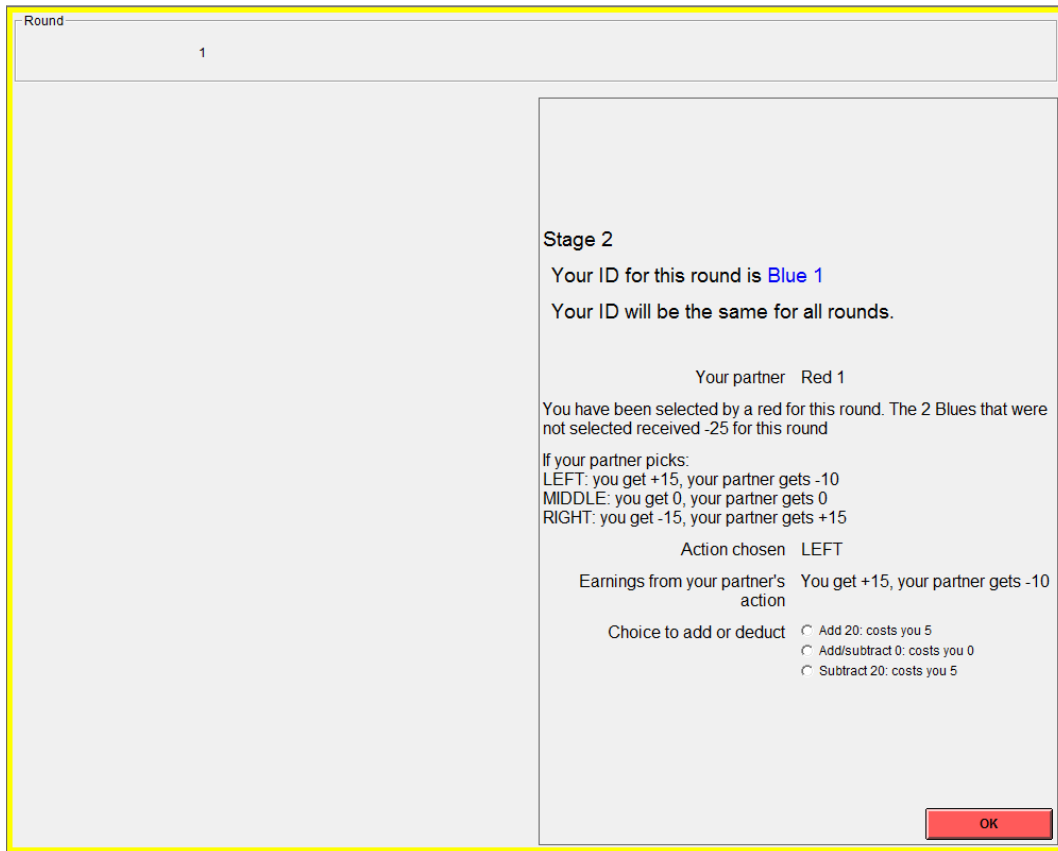 Round
1
Stage 2
Your ID for this round is Blue 1
Your ID will be the same for all rounds.
Your partner Red 1
You have been selected by a red for this round. The 2 Blues that were
not selected received -25 for this round
If your partner picks:
LEFT: you get +15, your partner gets -10
MIDDLE: you get 0, your partner gets 0
RIGHT: you get -15, your partner gets +15
Action chosen LEFT
Earnings from your partner's You get +15, your partner gets -10
action
Choice to add or deduct Add 20: costs you 5
Add/subtract 0: costs you 0
Subtract 20: costs you 5
OK